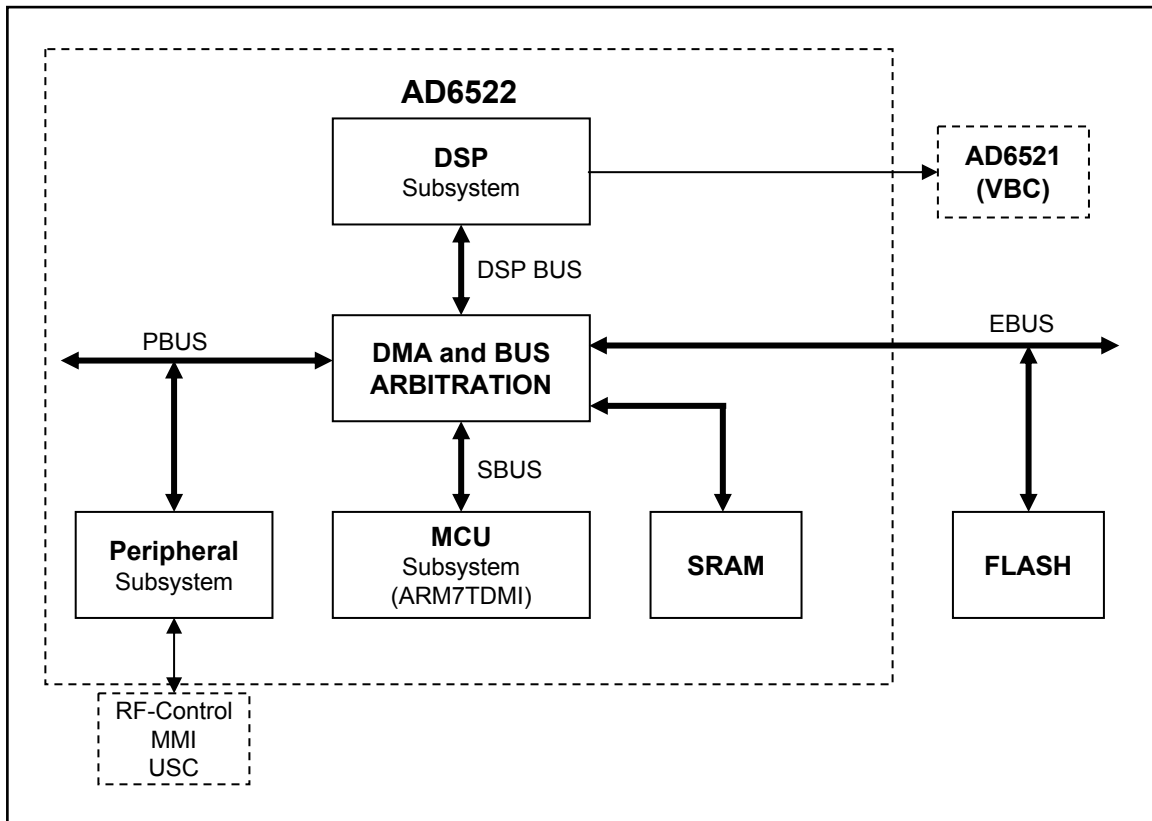 AD6522
DSP
Subsystem
AD6521
(VBC)
DSP BUS
PBUS
EBUS
DMA and BUS
ARBITRATION
SBUS
Peripheral
Subsystem
MCU
Subsystem
(ARM7TDMI)
SRAM
FLASH
RF-Control
MMI
USC